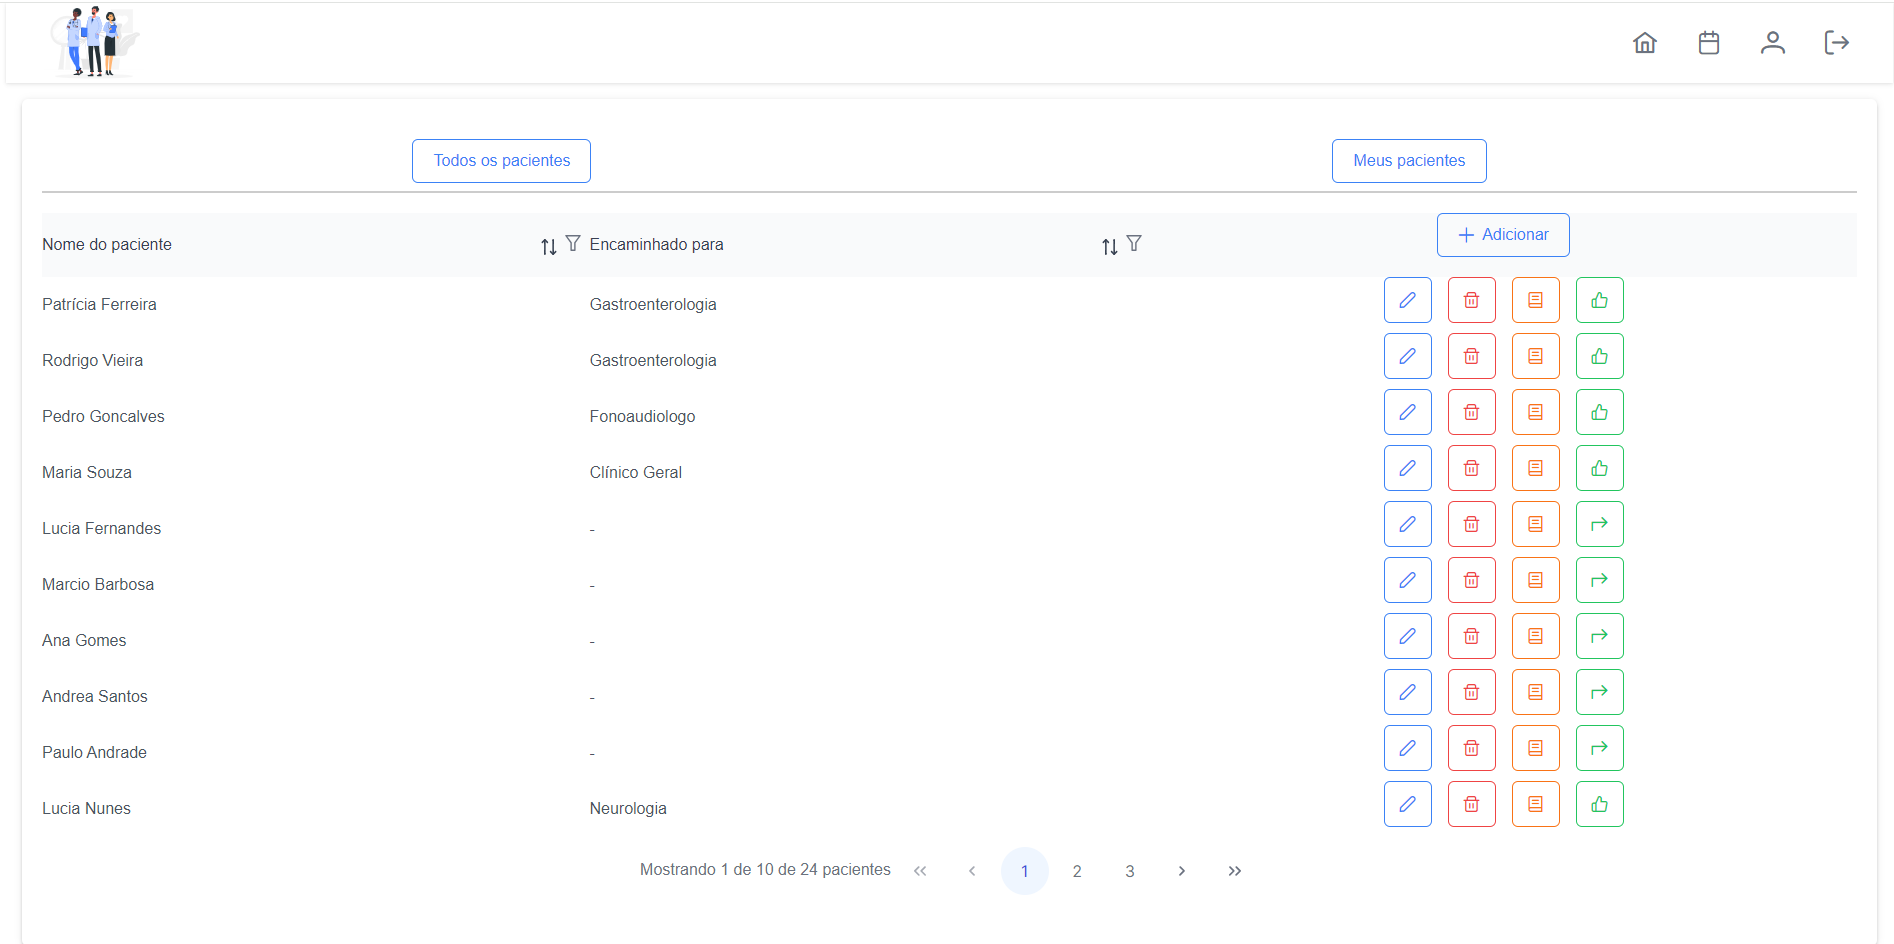 Todos os pacientes
Meus pacientes
Nome do paciente
Encaminhado para
Adicionar
Patrícia Ferreira
Gastroenterologia
Rodrigo Vieira
Gastroenterologia
Pedro Goncalves
Fonoaudiologo
Maria Souza
Clínico Geral
Lucia Fernandes
-
Marcio Barbosa
-
Ana Gomes
-
Andrea Santos
-
Paulo Andrade
-
Lucia Nunes
Neurologia
Mostrando 1 de 10 de 24 pacientes
1
2
3